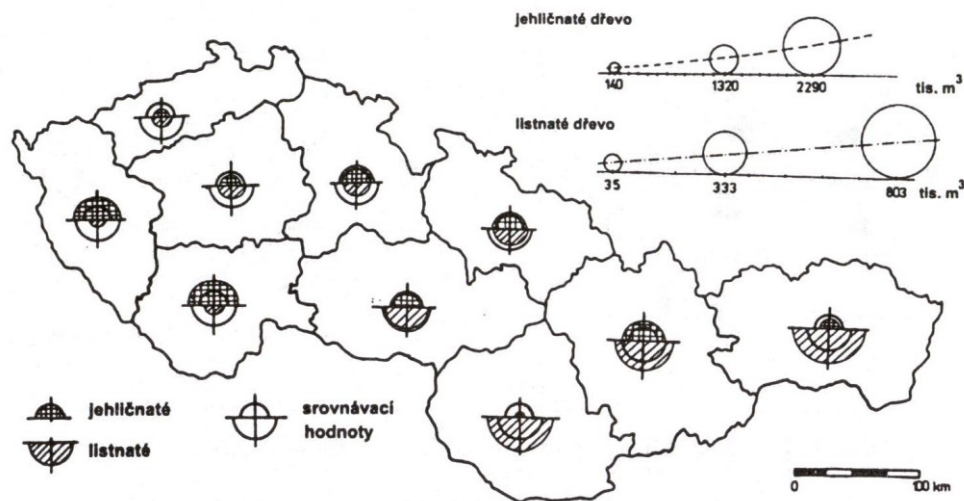 jehličnaté dřevo
140 1320 2290 tis. m³
listnaté dřevo
35 333 803 tis. m³
jehličnaté
listnaté
srovnávací
hodnoty
0 100 km